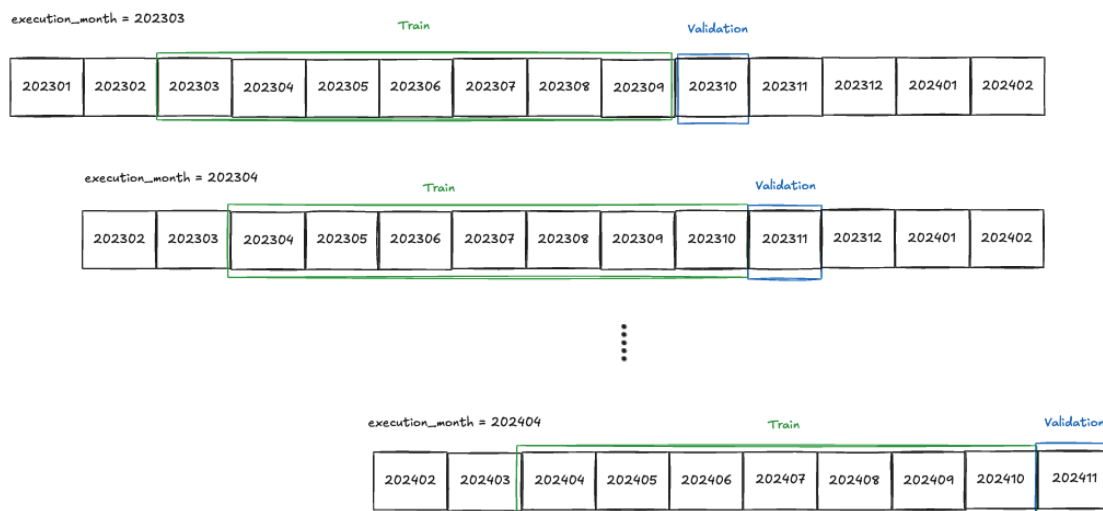 execution_month = 202303
Train
Validation
202301 202302 202303 202304 202305 202306 202307 202308 202309 202310 202311 202312 202401 202402
execution_month = 202304
Train
Validation
202302 202303 202304 202305 202306 202307 202308 202309 202310 202311 202312 202401 202402
execution_month = 202404
Train
Validation
202402 202403 202404 202405 202406 202407 202408 202409 202410 202411